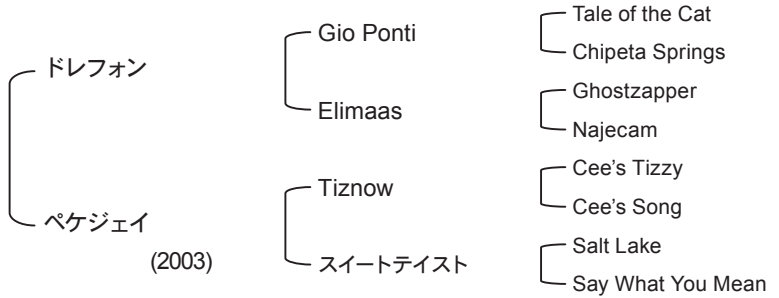 ドレフォン
ペケジェイ
(2003)
Gio Ponti
Elimaas
Tiznow
スイートテイスト
Tale of the Cat
Chipeta Springs
Ghostzapper
Najecam
Cee's Tizzy
Cee's Song
Salt Lake
Say What You Mean